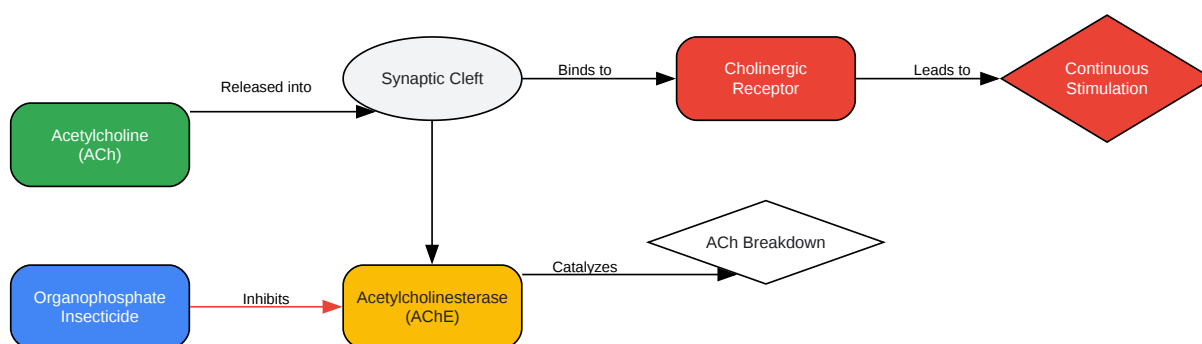 Released into
Synaptic Cleft
Binds to
Cholinergic
Receptor
Leads to
Continuous
Stimulation
Acetylcholine
(ACh)
ACh Breakdown
Organophosphate
Insecticide
Inhibits
Acetylcholinesterase
(AChE)
Catalyzes